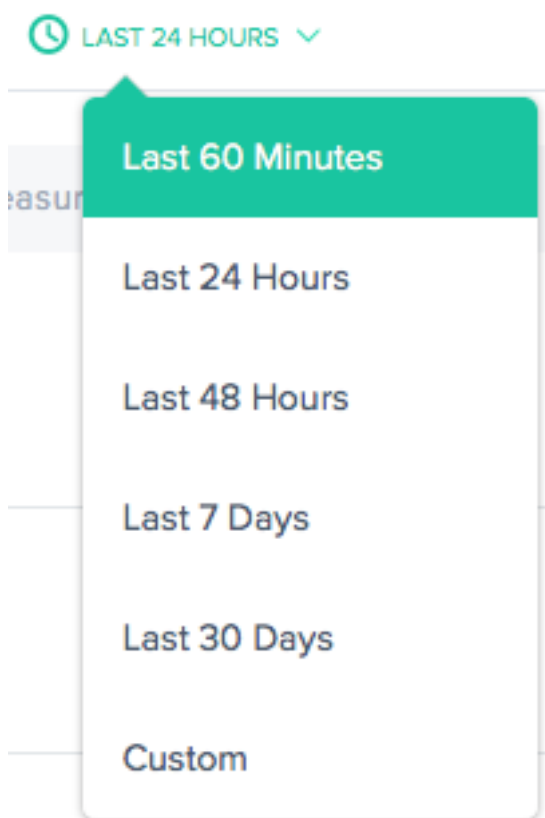 LAST 24 HOURS
Last 60 Minutes
easur
Last 24 Hours
Last 48 Hours
Last 7 Days
Last 30 Days
Custom